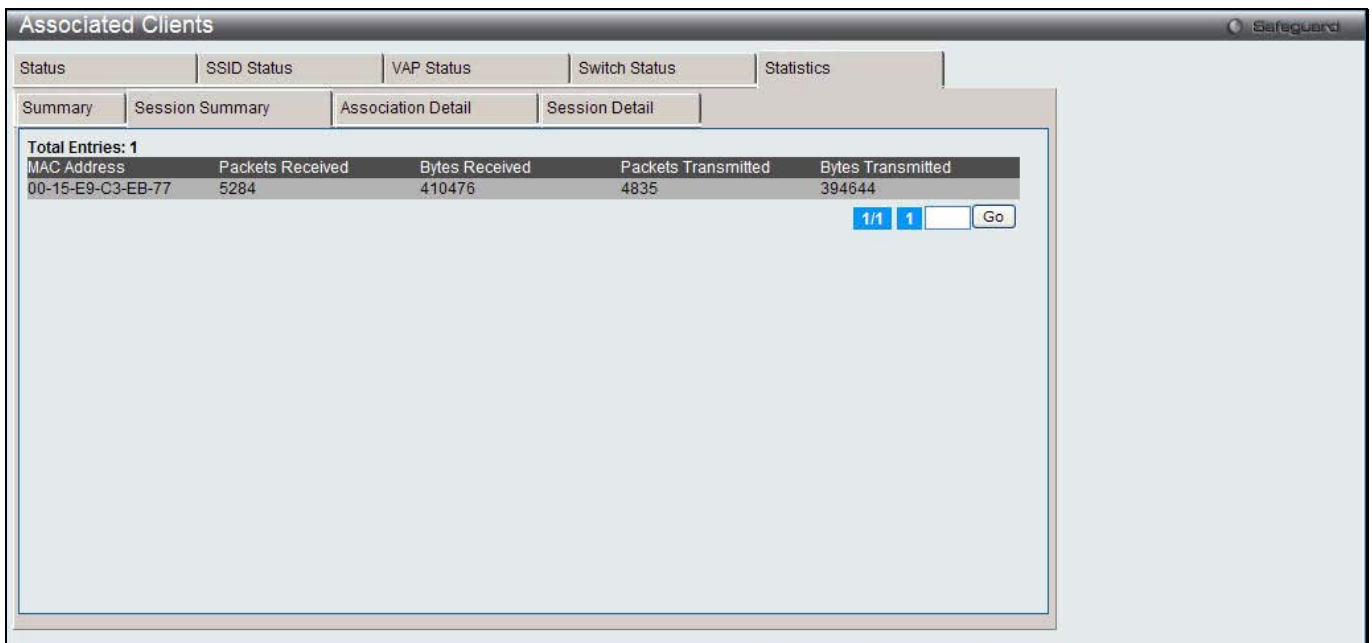 Associated Clients
Safeguard
Status SSID Status VAP Status Switch Status Statistics
Summary Session Summary Association Detail Session Detail
Total Entries: 1
MAC Address Packets Received Bytes Received Packets Transmitted Bytes Transmitted
00-15-E9-C3-EB-77 5284 410476 4835 394644
1/1 1 Go